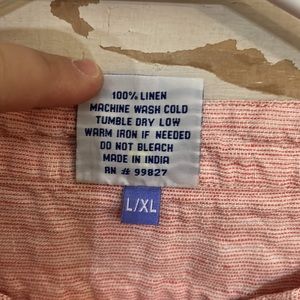 100% LINEN
MACHINE WASH COLD
TUMBLE DRY LOW
WARM IRON IF NEEDED
DO NOT BLEACH
MADE IN INDIA
RN # 99827
L/XL